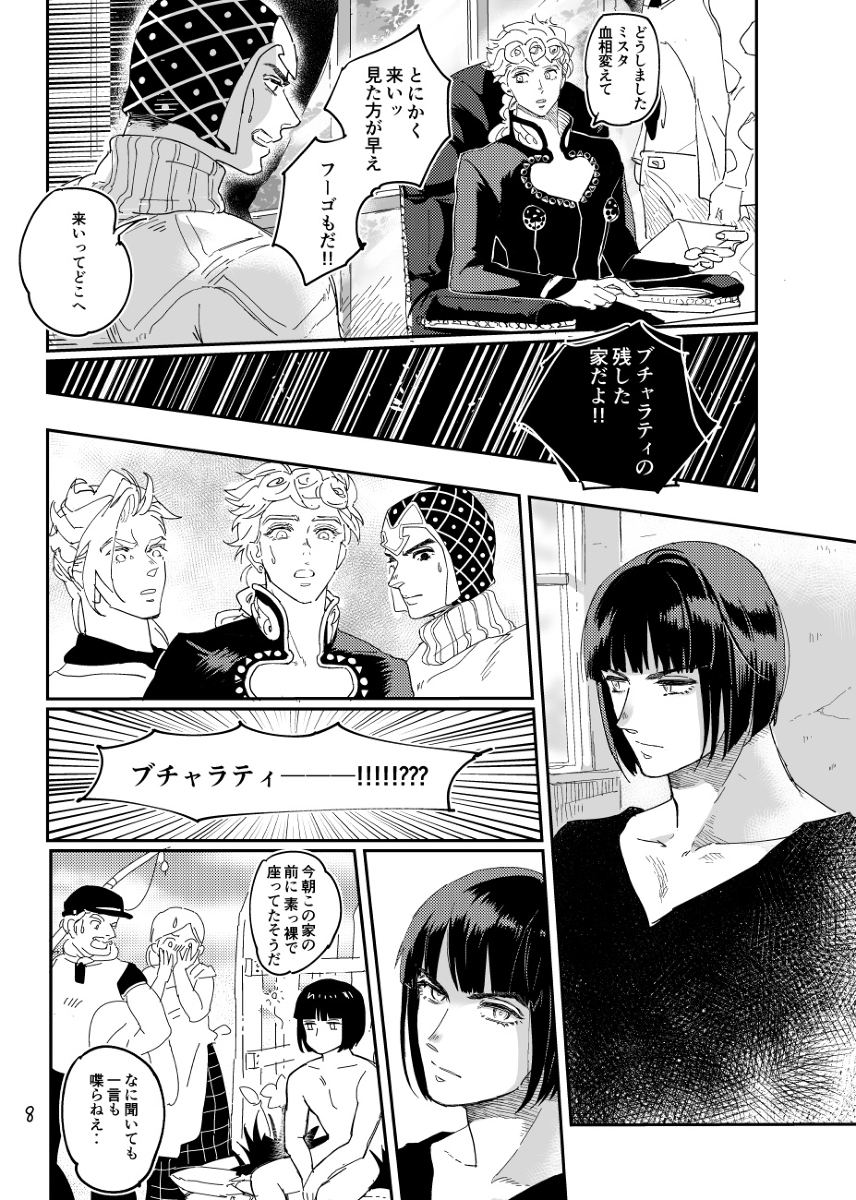 どうしました
ミスタ
血相変えて
とにかく
来いッ
見た方が早え
フーゴもだ!!
来いってどこへ
ブチャラティの
残した
家だよ!!
ブチャラティ―――!!!!!???
今朝この家の
前に素っ裸で
座ってたそうだ
なに聞いても
一言も
喋らねえ‥
8